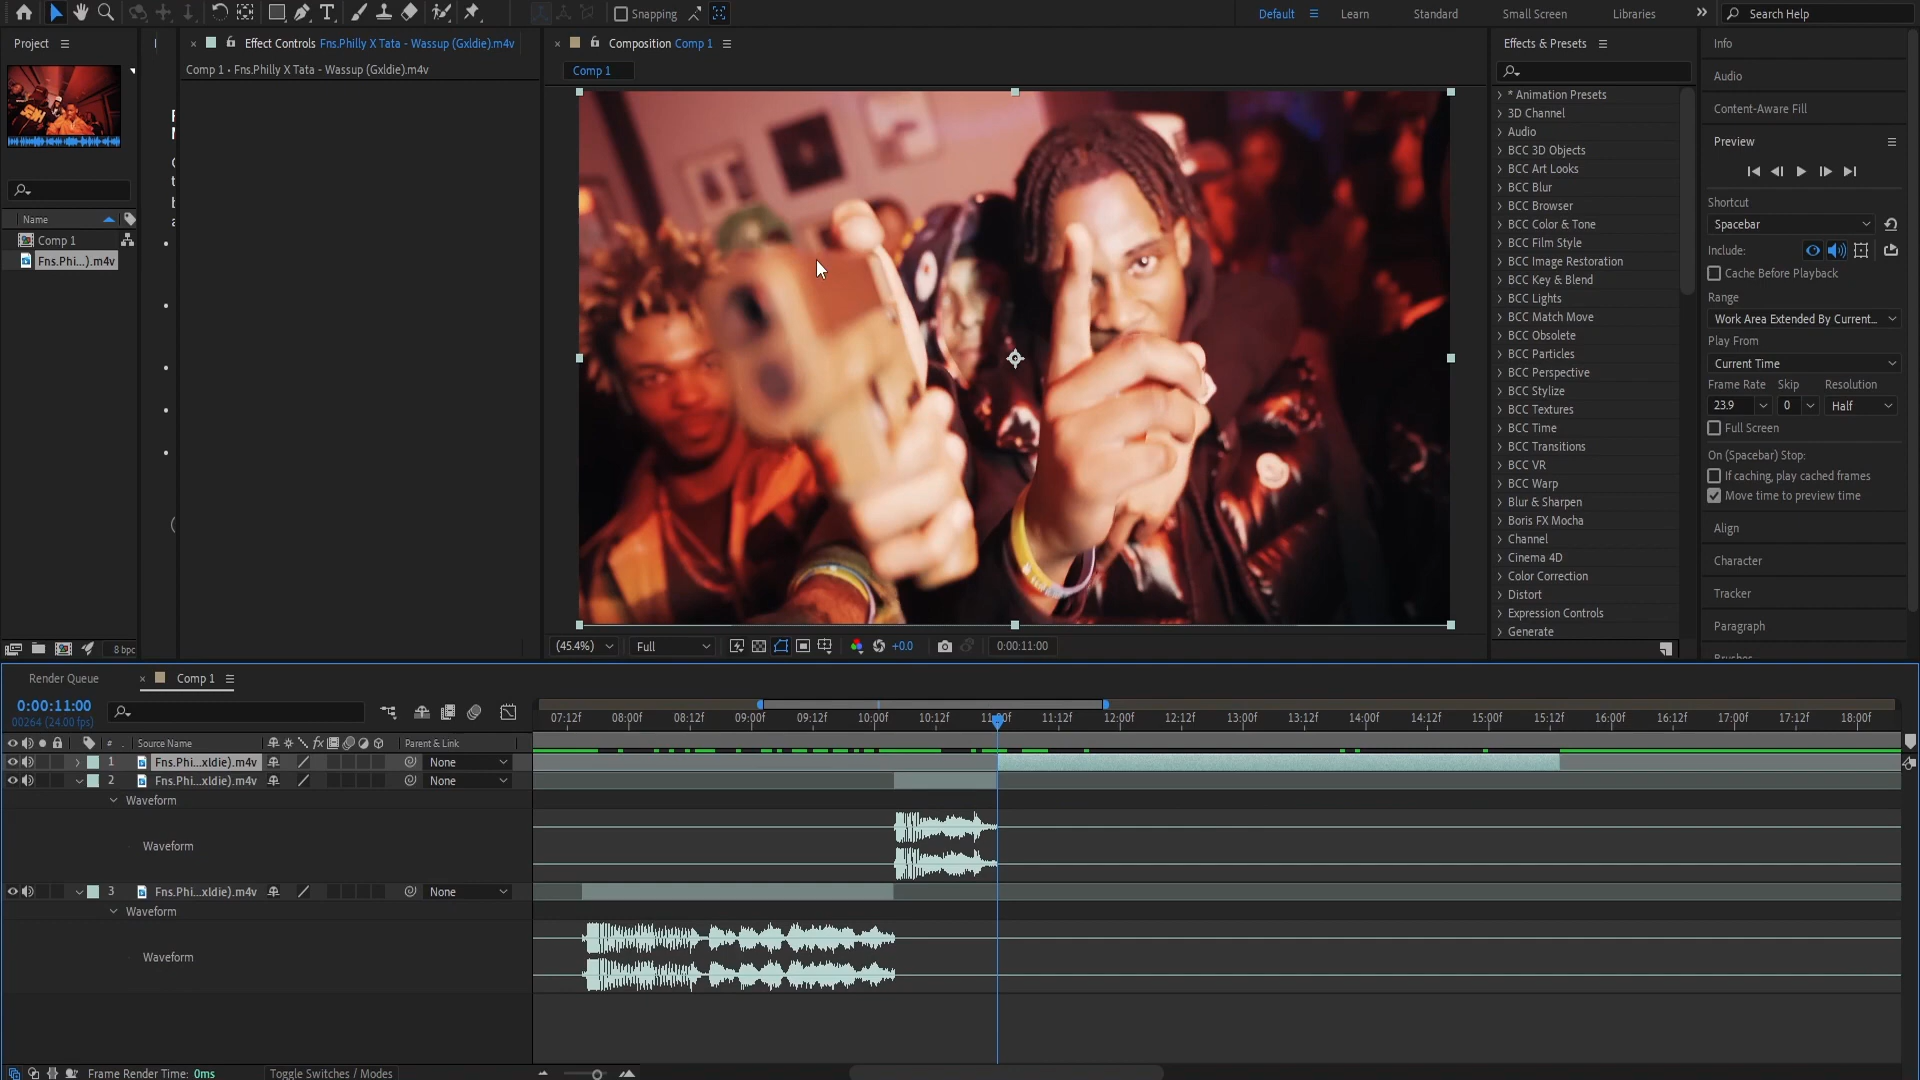 Snapping
Default
Learn
Standard
Small Screen
Libraries
Search Help
Project
Effect Controls Fns.Philly X Tata - Wassup (Gxldie).m4v
Composition Comp 1
Effects & Presets
Info
Comp 1 • Fns.Philly X Tata - Wassup (Gxldie).m4v
Comp 1
Audio
* Animation Presets
3D Channel
Audio
BCC 3D Objects
BCC Art Looks
BCC Blur
BCC Browser
BCC Color & Tone
BCC Film Style
BCC Image Restoration
BCC Key & Blend
BCC Lights
BCC Match Move
BCC Obsolete
BCC Particles
BCC Perspective
BCC Stylize
BCC Textures
BCC Time
BCC Transitions
BCC VR
BCC Warp
Blur & Sharpen
Boris FX Mocha
Channel
Cinema 4D
Color Correction
Distort
Expression Controls
Generate
Content-Aware Fill
Preview
Shortcut
Spacebar
Include:
Cache Before Playback
Range
Work Area Extended By Current...
Play From
Current Time
Frame Rate Skip Resolution
23.9 0 Half
Full Screen
On (Spacebar) Stop:
If caching, play cached frames
Move time to preview time
Align
Character
Tracker
Paragraph
Name
Comp 1
Fns.Phi...).m4v
8 bpc
(45.4%)
Full
+0.0
0:00:11:00
Render Queue
Comp 1
0:00:11:00
00264 (24.00 fps)
07:12f 08:00f 08:12f 09:00f 09:12f 10:00f 10:12f 11:00f 11:12f 12:00f 12:12f 13:00f 13:12f 14:00f 14:12f 15:00f 15:12f 16:00f 16:12f 17:00f 17:12f 18:00f
# Source Name fx Parent & Link
1 Fns.Phi...xldie).m4v None
2 Fns.Phi...xldie).m4v None
Waveform
Waveform
3 Fns.Phi...xldie).m4v None
Waveform
Waveform
Frame Render Time: 0ms
Toggle Switches / Modes